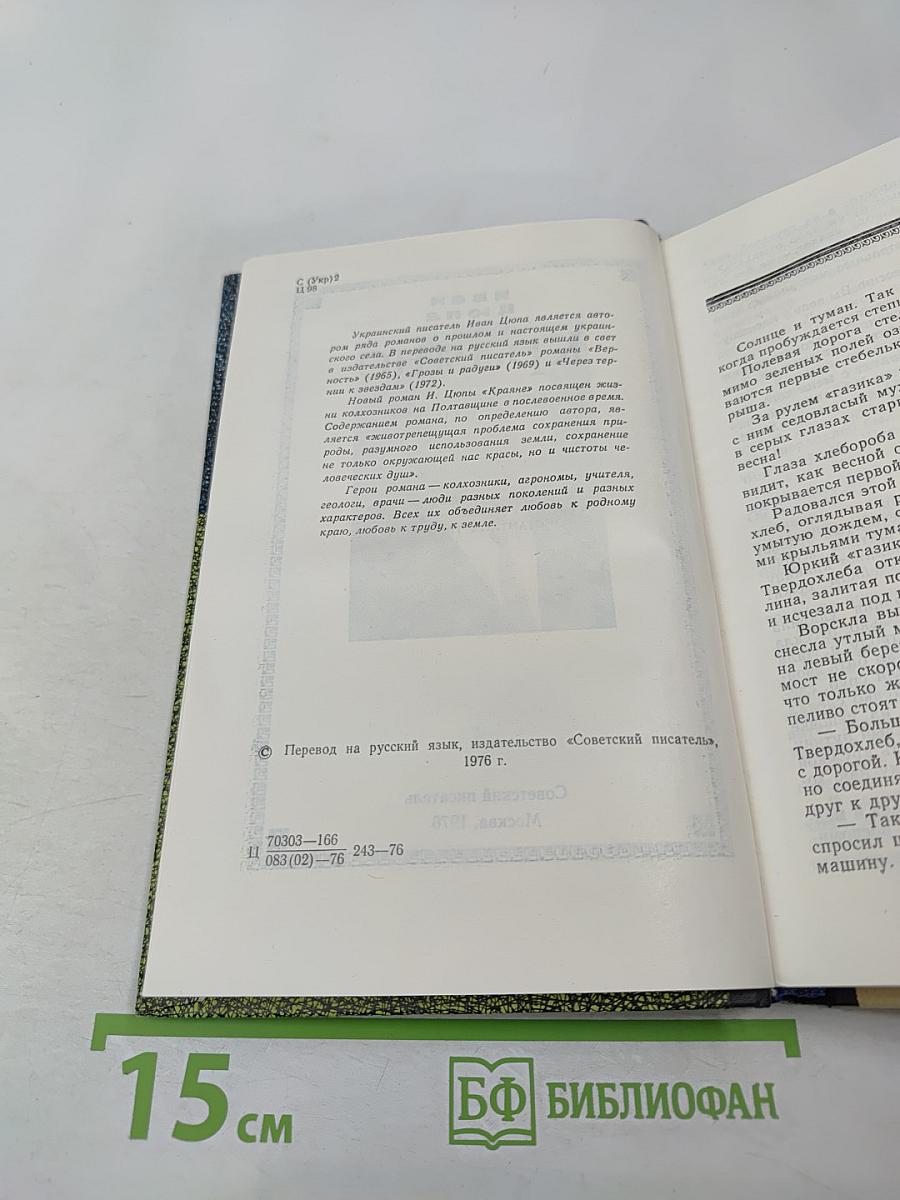 С (Укр)2
Ц 98
Украинский писатель Иван Цюпа является авто-
ром ряда романов о прошлом и настоящем украин-
ского села. В переводе на русский язык вышли в свет
в издательстве «Советский писатель» романы «Вер-
ность» (1965), «Грозы и радуги» (1969) и «Через тер-
нии к звездам» (1972).
Новый роман И. Цюпы «Краяне» посвящен жиз-
ни колхозников на Полтавщине в послевоенное время.
Содержанием романа, по определению автора, яв-
ляется «животрепещущая проблема сохранения при-
роды, разумного использования земли, сохранение
не только окружающей нас красы, но и чистоты че-
ловеческих душ».
Герои романа — колхозники, агрономы, учителя,
геологи, врачи — люди разных поколений и разных
характеров. Всех их объединяет любовь к родному
краю, любовь к труду, к земле.
© Перевод на русский язык, издательство «Советский писатель»,
1976 г.
Советский писатель
Москва, 1976
Ц 70303—166
083(02)—76 243—76
Солнце и туман. Так
когда пробуждается степь
Полевая дорога сте
мимо зеленых полей оз
ваются первые стебельк
рыша.
За рулем «газика»
с ним седовласый му
в серых глазах стар
весна!
Глаза хлебороба
видит, как весной с
покрывается первой
Радовался этой
хлеб, оглядывая р
умытую дождем, с
ми крыльями тума
Юркий «газик
Твердохлеба отк
лина, залитая по
и исчезала под
Ворскла вы
снесла утлый м
на левый бере
мост не скоро
что только ж
пеливо стоят
— Больш
Твердохлеб,
с дорогой.
но соединя
друг к дру
— Так
спросил ш
машину.
15 см
БФ БИБЛИОФАН